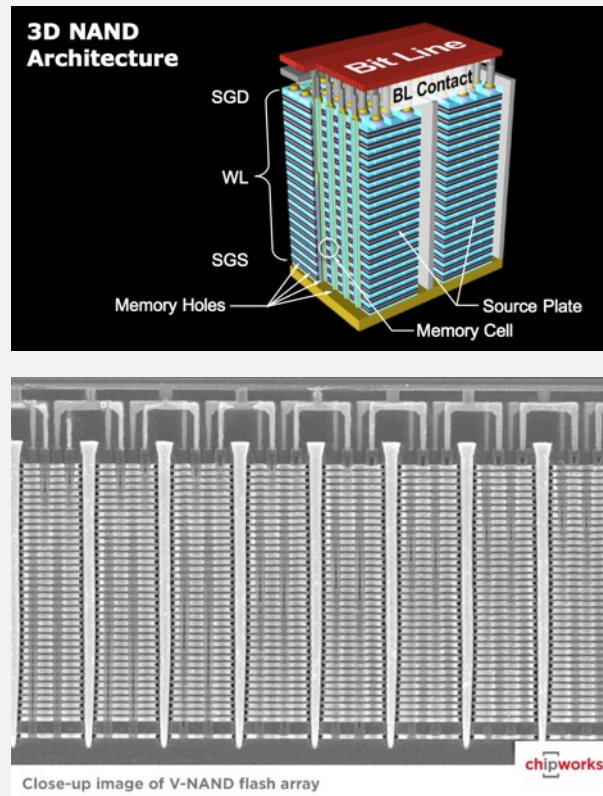 3D NAND
Architecture
Bit Line
BL Contact
SGD
WL
SGS
Memory Holes
Source Plate
Memory Cell
chipworks
Close-up image of V-NAND flash array